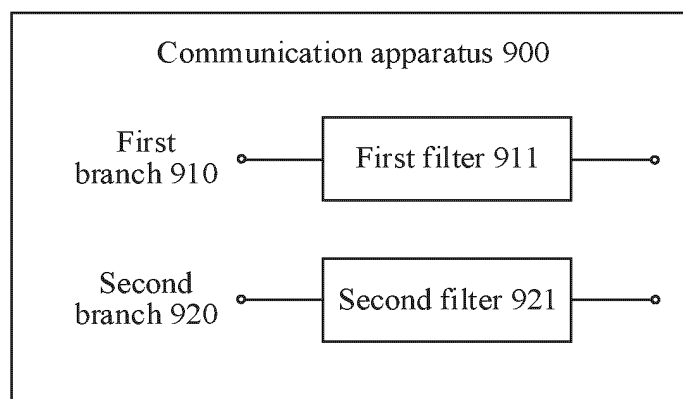 Communication apparatus 900
First
branch 910
First filter 911
Second
branch 920
Second filter 921